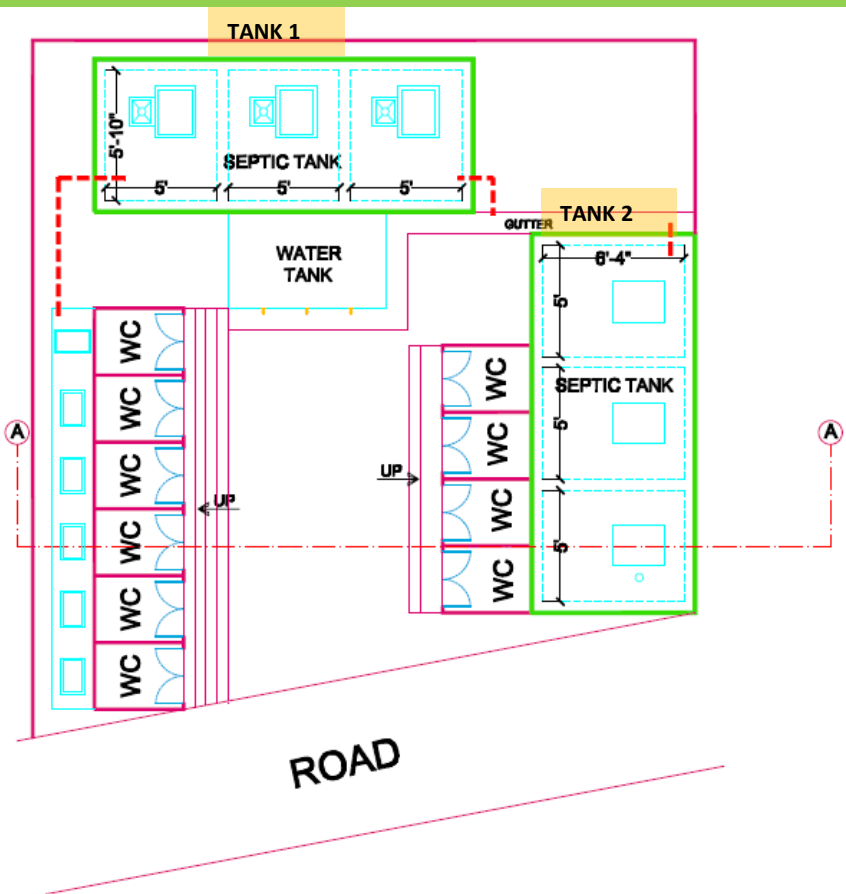 TANK 1
5'-10"
SEPTIC TANK
5'
5'
5'
TANK 2
GUTTER
6'-4"
WATER
TANK
5'
WC
WC
WC
WC
WC
WC
UP
UP
WC
WC
WC
WC
SEPTIC TANK
5'
5'
A
A
ROAD